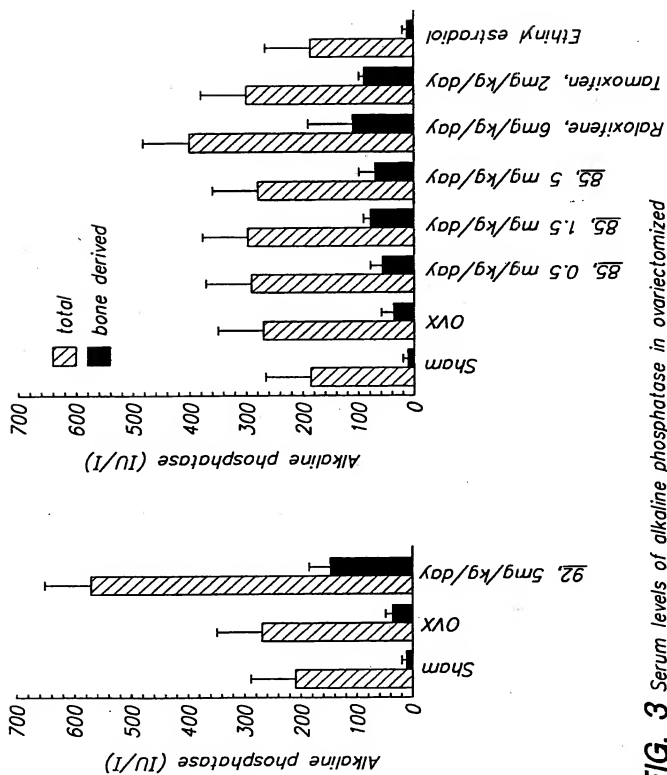 700
600
500
400
300
200
100
0
Alkaline phosphatase (IU/l)
Sham
OVX
92, 5mg/kg/day
700
600
500
400
300
200
100
0
Alkaline phosphatase (IU/l)
total
bone derived
Sham
OVX
85, 0.5 mg/kg/day
85, 1.5 mg/kg/day
85, 5 mg/kg/day
Raloxifene, 6mg/kg/day
Tamoxifen, 2mg/kg/day
Ethinyl estradiol
FIG. 3 Serum levels of alkaline phosphatase in ovariectomized